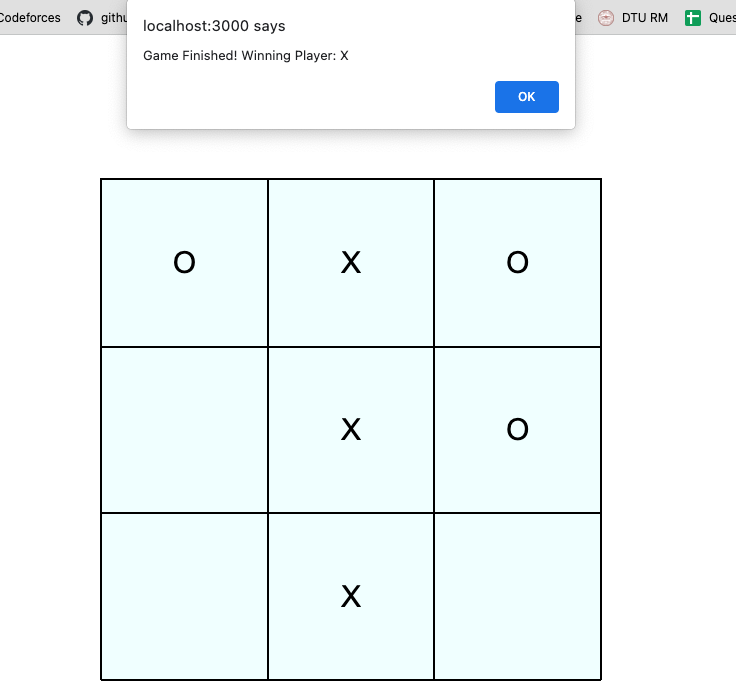 Codeforces githu e DTU RM Ques
localhost:3000 says
Game Finished! Winning Player: X
OK
O X O
X O
X